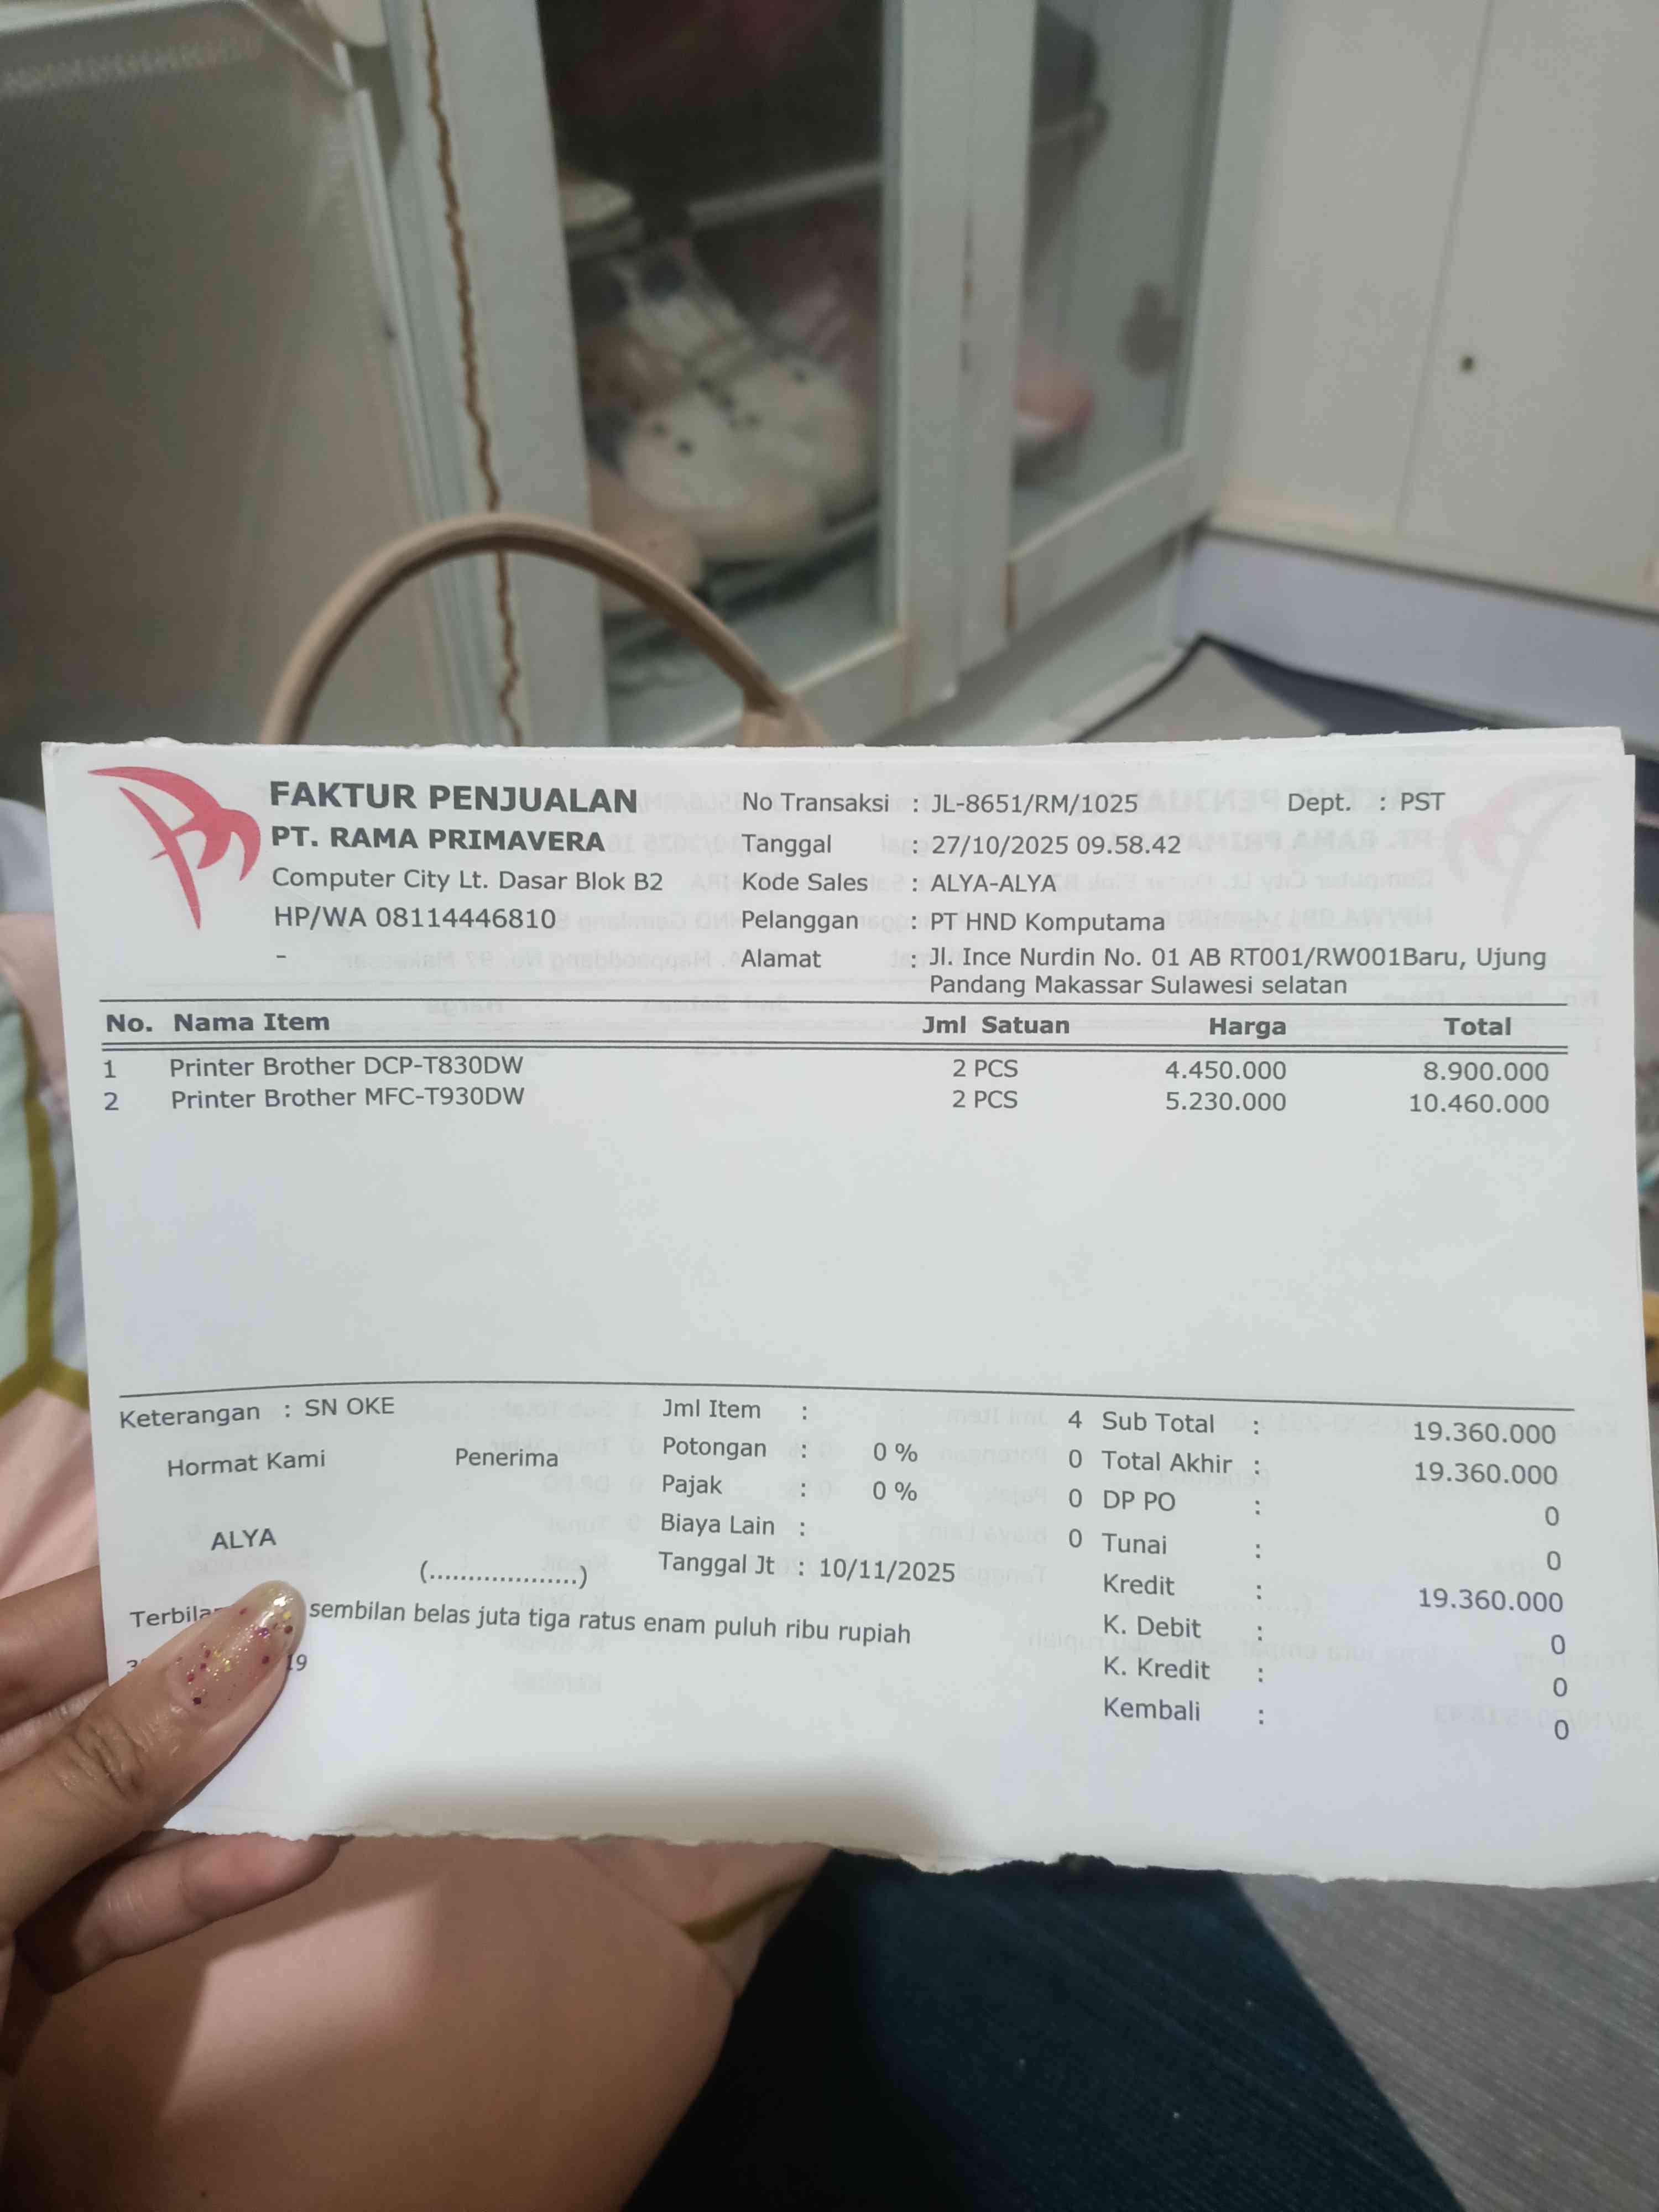 FAKTUR PENJUALAN
PT. RAMA PRIMAVERA
Computer City Lt. Dasar Blok B2
HP/WA 08114446810
-
No Transaksi : JL-8651/RM/1025 Dept. : PST
Tanggal : 27/10/2025 09.58.42
Kode Sales : ALYA-ALYA
Pelanggan : PT HND Komputama
Alamat : Jl. Ince Nurdin No. 01 AB RT001/RW001Baru, Ujung
Pandang Makassar Sulawesi selatan
No. Nama Item Jml Satuan Harga Total
1 Printer Brother DCP-T830DW 2 PCS 4.450.000 8.900.000
2 Printer Brother MFC-T930DW 2 PCS 5.230.000 10.460.000
Keterangan : SN OKE
Hormat Kami Penerima
ALYA
(...................)
Jml Item : 4
Potongan : 0 % 0
Pajak : 0 % 0
Biaya Lain : 0
Tanggal Jt : 10/11/2025
Sub Total : 19.360.000
Total Akhir : 19.360.000
DP PO : 0
Tunai : 0
Kredit : 19.360.000
K. Debit : 0
K. Kredit : 0
Kembali : 0
sembilan belas juta tiga ratus enam puluh ribu rupiah